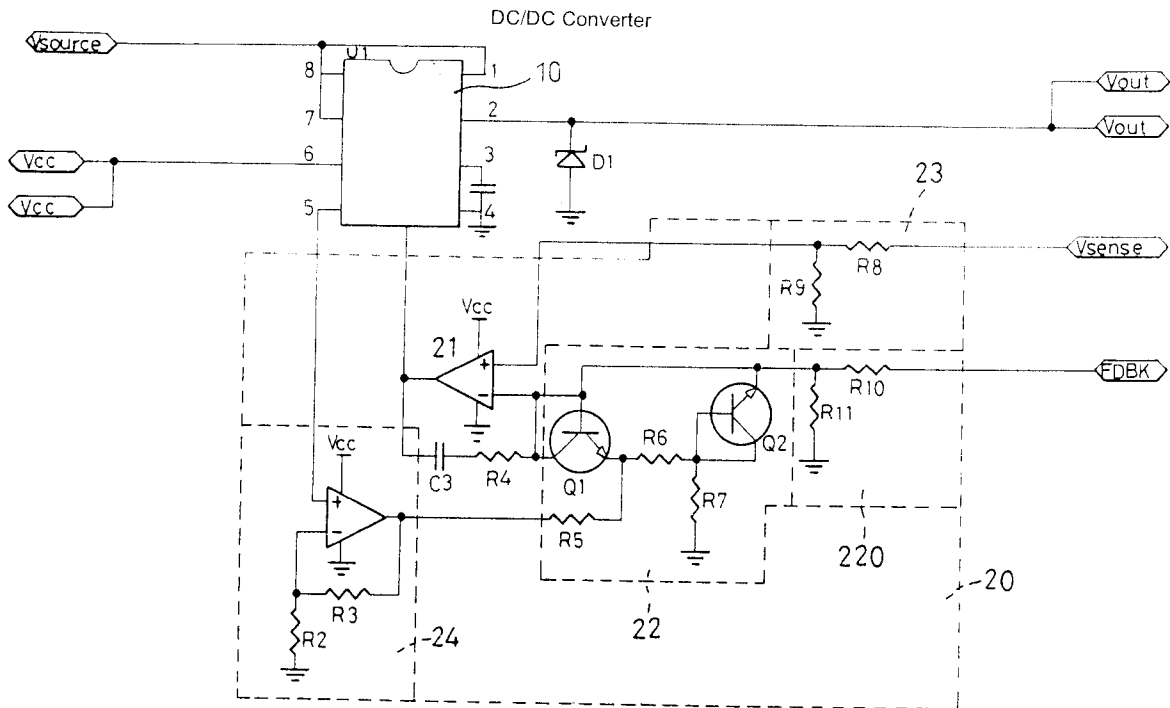 DC/DC Converter
Vsource
U1
8
1
10
7
2
Vout
Vout
Vcc
6
3
D1
Vcc
5
4
23
Vsense
R8
R9
Vcc
21
+
-
FDBK
R10
R11
Q2
R6
Q1
C3
R4
R7
Vcc
+
-
R5
220
20
R3
22
R2
24